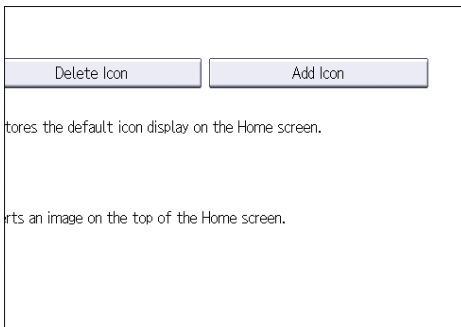 Delete Icon
Add Icon
tores the default icon display on the Home screen.
rts an image on the top of the Home screen.